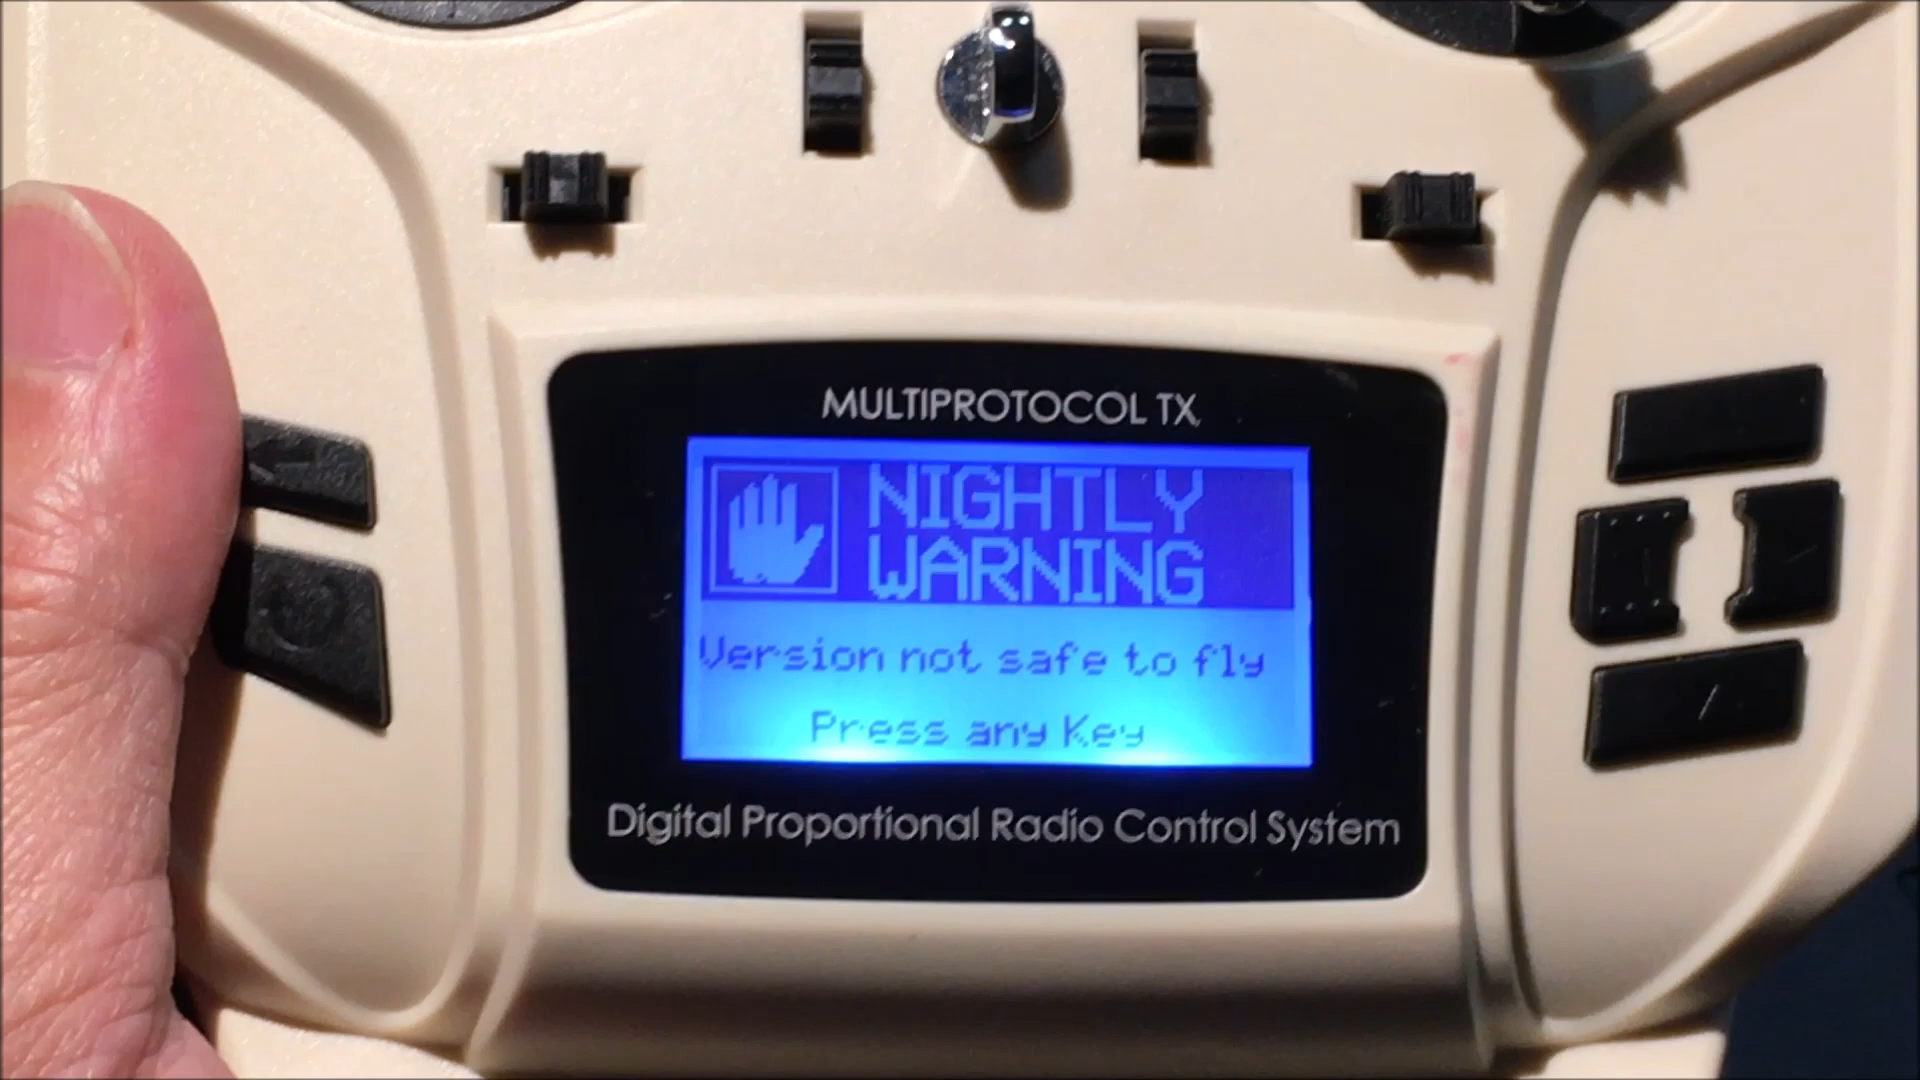 MULTIPROTOCOL TX
NIGHTLY
WARNING
Version not safe to fly
Press any Key
Digital Proportional Radio Control System